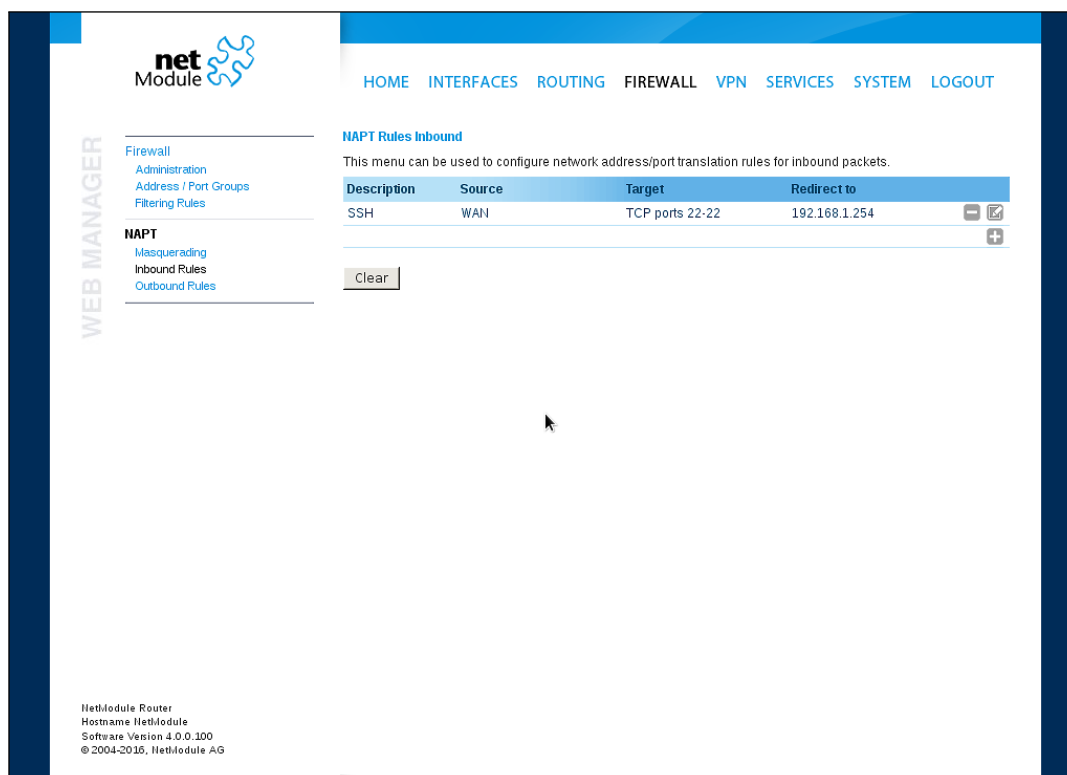 net
Module
HOME INTERFACES ROUTING FIREWALL VPN SERVICES SYSTEM LOGOUT
WEB MANAGER
Firewall
Administration
Address / Port Groups
Filtering Rules
NAPT
Masquerading
Inbound Rules
Outbound Rules
NAPT Rules Inbound
This menu can be used to configure network address/port translation rules for inbound packets.
Description Source Target Redirect to
SSH WAN TCP ports 22-22 192.168.1.254
Clear
NetModule Router
Hostname NetModule
Software Version 4.0.0.100
© 2004-2016, NetModule AG